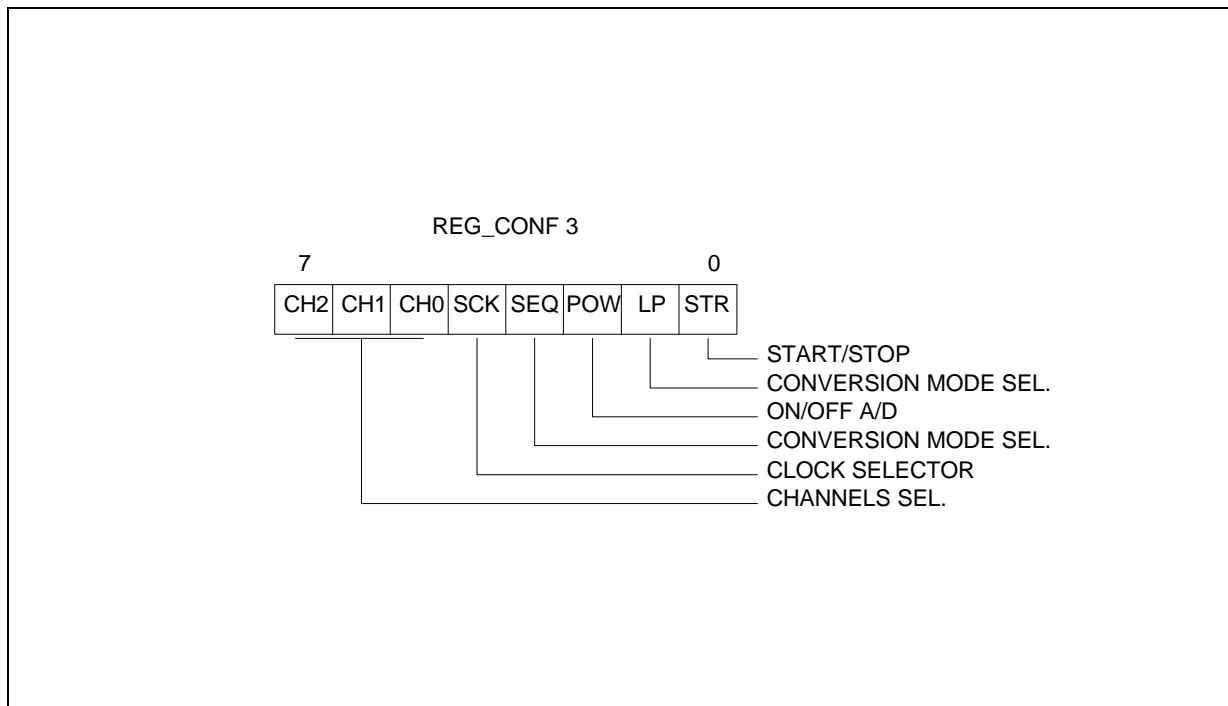 REG_CONF 3
7 0
CH2 CH1 CH0 SCK SEQ POW LP STR
START/STOP
CONVERSION MODE SEL.
ON/OFF A/D
CONVERSION MODE SEL.
CLOCK SELECTOR
CHANNELS SEL.